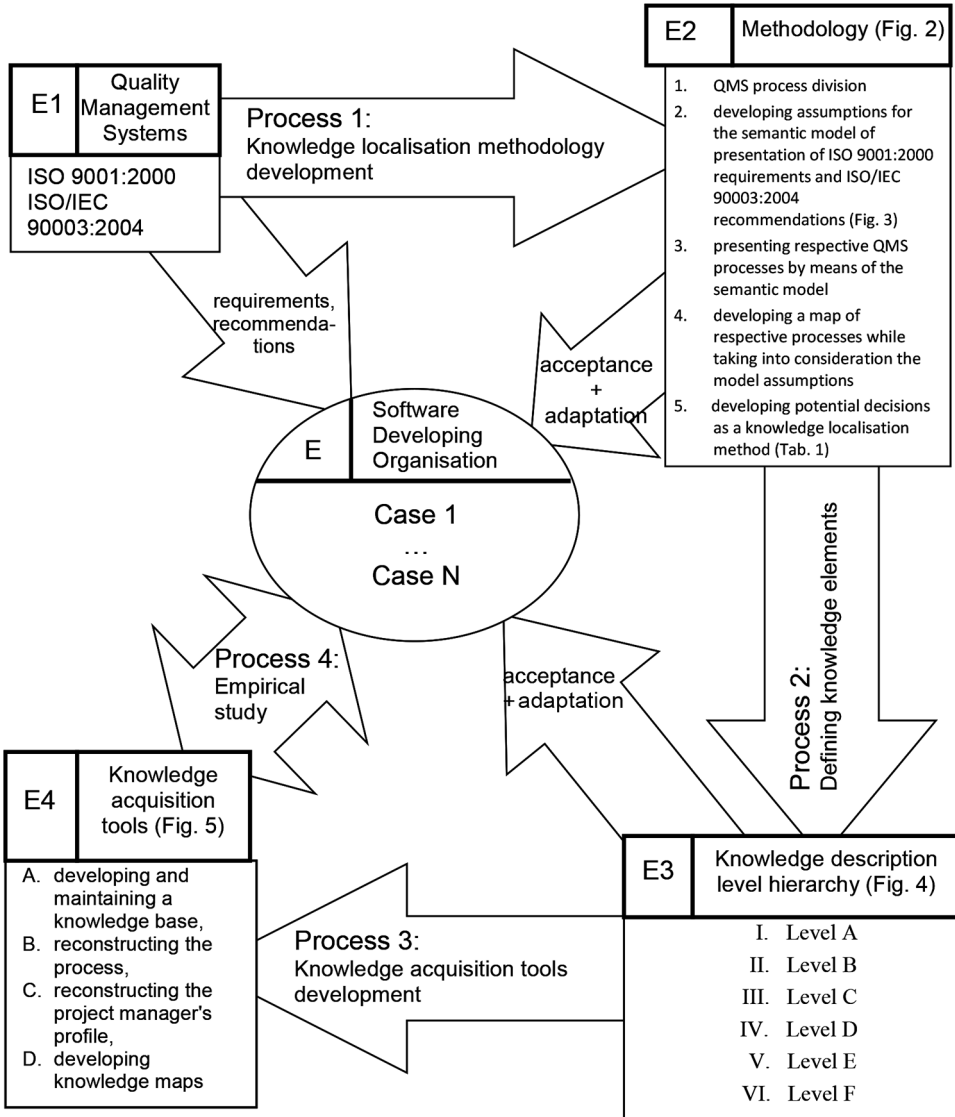 E1
Quality
Management
Systems
ISO 9001:2000
ISO/IEC
90003:2004
Process 1:
Knowledge localisation methodology
development
E2
Methodology (Fig. 2)
1. QMS process division
2. developing assumptions for
the semantic model of
presentation of ISO 9001:2000
requirements and ISO/IEC
90003:2004
recommendations (Fig. 3)
3. presenting respective QMS
processes by means of the
semantic model
4. developing a map of
respective processes while
taking into consideration the
model assumptions
5. developing potential decisions
as a knowledge localisation
method (Tab. 1)
requirements,
recommenda-
tions
acceptance
+
adaptation
E
Software
Developing
Organisation
Case 1
...
Case N
Process 2:
Defining knowledge elements
Process 4:
Empirical
study
acceptance
+ adaptation
E4
Knowledge
acquisition
tools (Fig. 5)
A. developing and
maintaining a
knowledge base,
B. reconstructing the
process,
C. reconstructing the
project manager's
profile,
D. developing
knowledge maps
Process 3:
Knowledge acquisition tools
development
E3
Knowledge description
level hierarchy (Fig. 4)
I. Level A
II. Level B
III. Level C
IV. Level D
V. Level E
VI. Level F